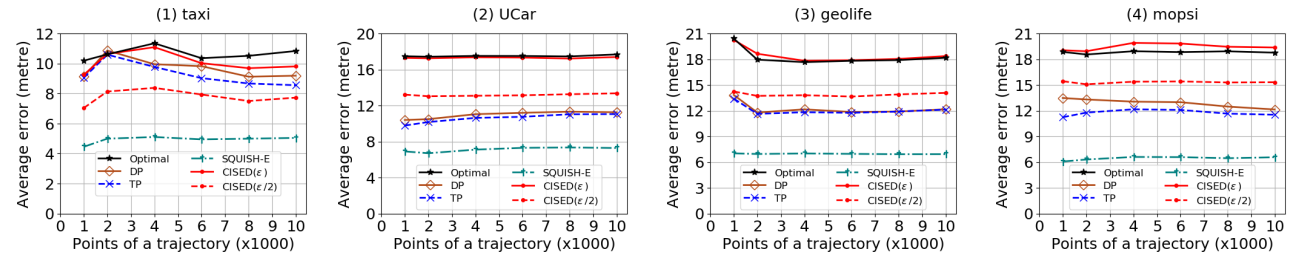 (1) taxi
Average error (metre)
12
10
8
6
4
2
0
Optimal
DP
TP
SQUISH-E
CISED(ε)
CISED(ε/2)
0 1 2 3 4 5 6 7 8 9 10
Points of a trajectory (x1000)
(2) UCar
Average error (metre)
20
16
12
8
4
0
Optimal
DP
TP
SQUISH-E
CISED(ε)
CISED(ε/2)
0 1 2 3 4 5 6 7 8 9 10
Points of a trajectory (x1000)
(3) geolife
Average error (metre)
21
18
15
12
9
6
3
0
Optimal
DP
TP
SQUISH-E
CISED(ε)
CISED(ε/2)
0 1 2 3 4 5 6 7 8 9 10
Points of a trajectory (x1000)
(4) mopsi
Average error (metre)
21
18
15
12
9
6
3
0
Optimal
DP
TP
SQUISH-E
CISED(ε)
CISED(ε/2)
0 1 2 3 4 5 6 7 8 9 10
Points of a trajectory (x1000)